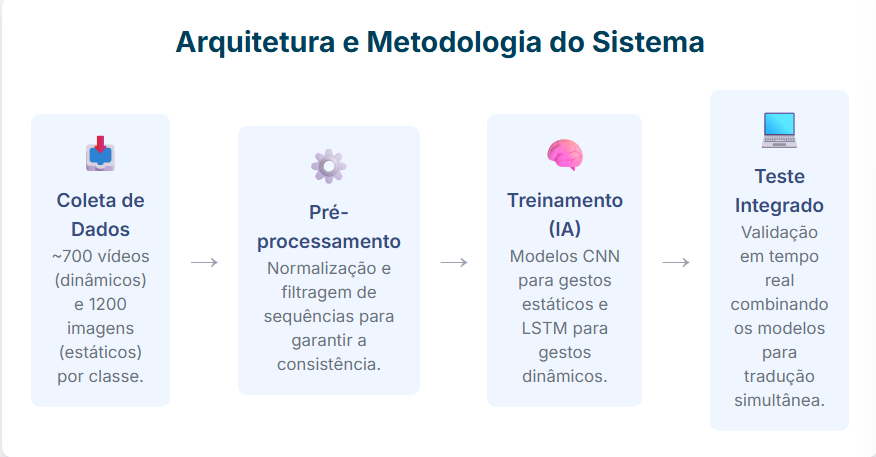 Arquitetura e Metodologia do Sistema
Coleta de
Dados
~700 vídeos
(dinâmicos)
e 1200
imagens
(estáticos)
por classe.
→
Pré-
processamento
Normalização e
filtragem de
sequências para
garantir a
consistência.
→
Treinamento
(IA)
Modelos CNN
para gestos
estáticos e
LSTM para
gestos
dinâmicos.
→
Teste
Integrado
Validação
em tempo
real
combinando
os modelos
para
tradução
simultânea.